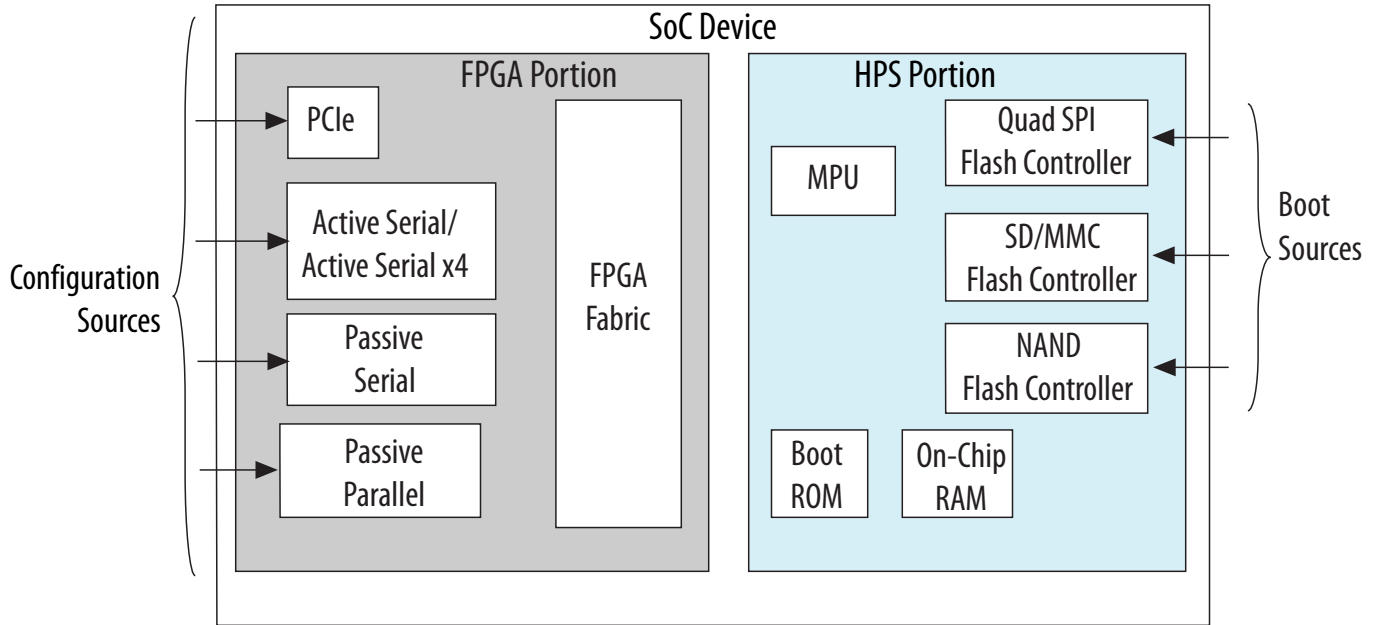 SoC Device
FPGA Portion
HPS Portion
PCIe
Active Serial/
Active Serial x4
Passive
Serial
Passive
Parallel
FPGA
Fabric
MPU
Quad SPI
Flash Controller
SD/MMC
Flash Controller
NAND
Flash Controller
Boot
ROM
On-Chip
RAM
Configuration
Sources
Boot
Sources